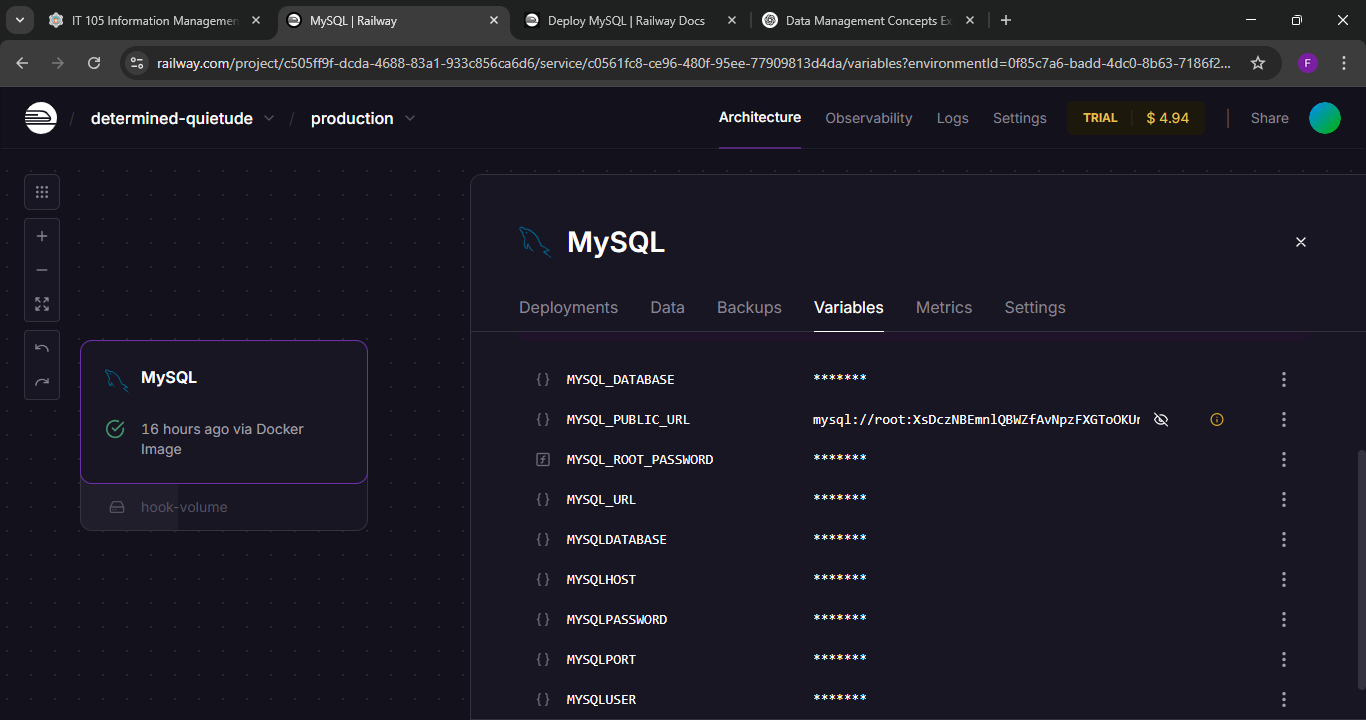 IT 105 Information Managemen
MySQL | Railway
Deploy MySQL | Railway Docs
Data Management Concepts Ex
railway.com/project/c505ff9f-dcda-4688-83a1-933c856ca6d6/service/c0561fc8-ce96-480f-95ee-77909813d4da/variables?environmentId=0f85c7a6-badd-4dc0-8b63-7186f2...
F
/ determined-quietude / production
Architecture Observability Logs Settings TRIAL $ 4.94 Share
MySQL
16 hours ago via Docker
Image
hook-volume
MySQL
Deployments Data Backups Variables Metrics Settings
{} MYSQL_DATABASE *******
{} MYSQL_PUBLIC_URL mysql://root:XsDczNBEmnlQBWZfAvNpzFXGToOKUr
MYSQL_ROOT_PASSWORD *******
{} MYSQL_URL *******
{} MYSQLDATABASE *******
{} MYSQLHOST *******
{} MYSQLPASSWORD *******
{} MYSQLPORT *******
{} MYSQLUSER *******